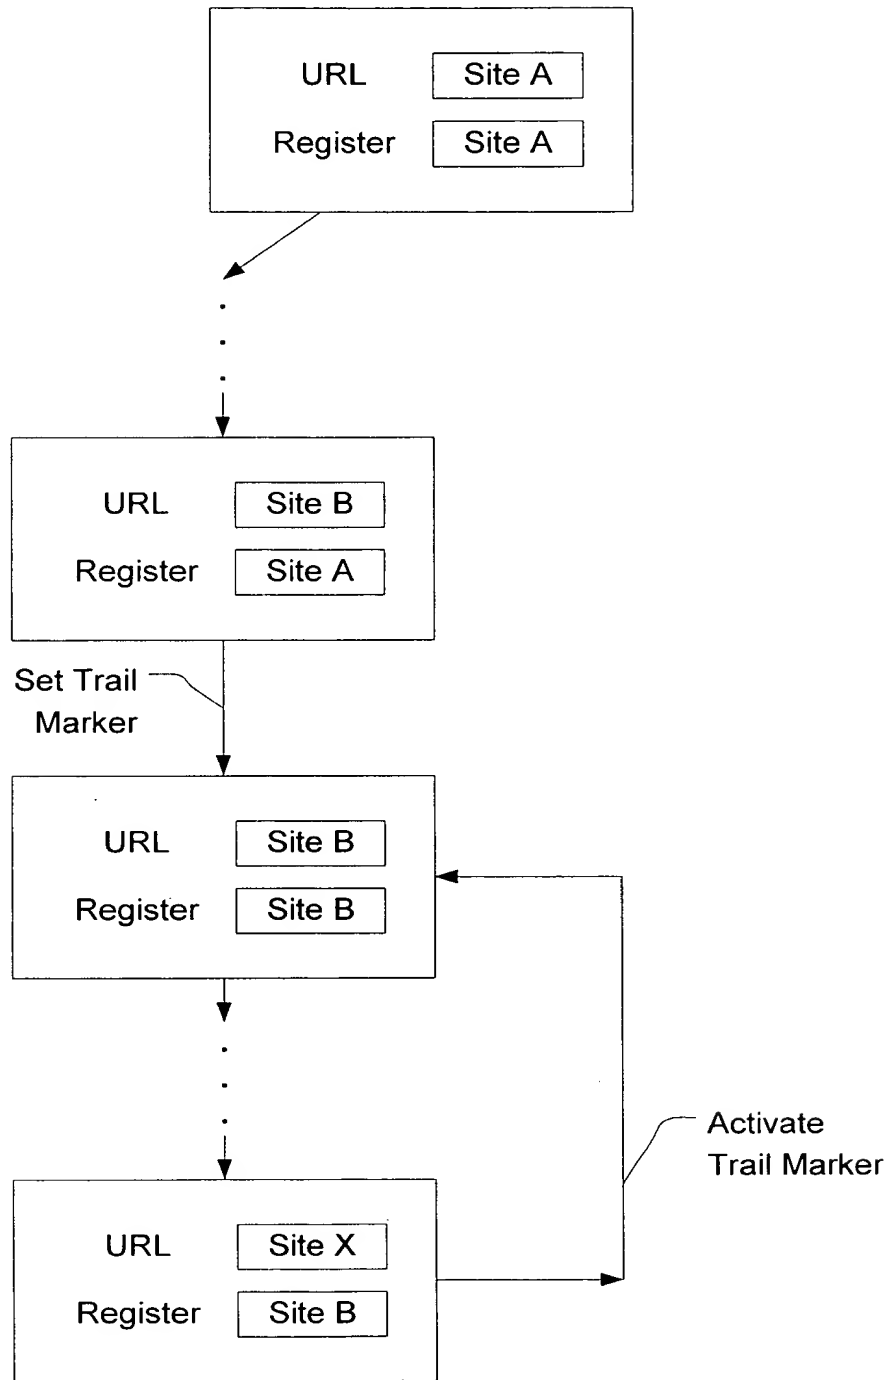 URL Site A
Register Site A
URL Site B
Register Site A
Set Trail
Marker
URL Site B
Register Site B
Activate
Trail Marker
URL Site X
Register Site B